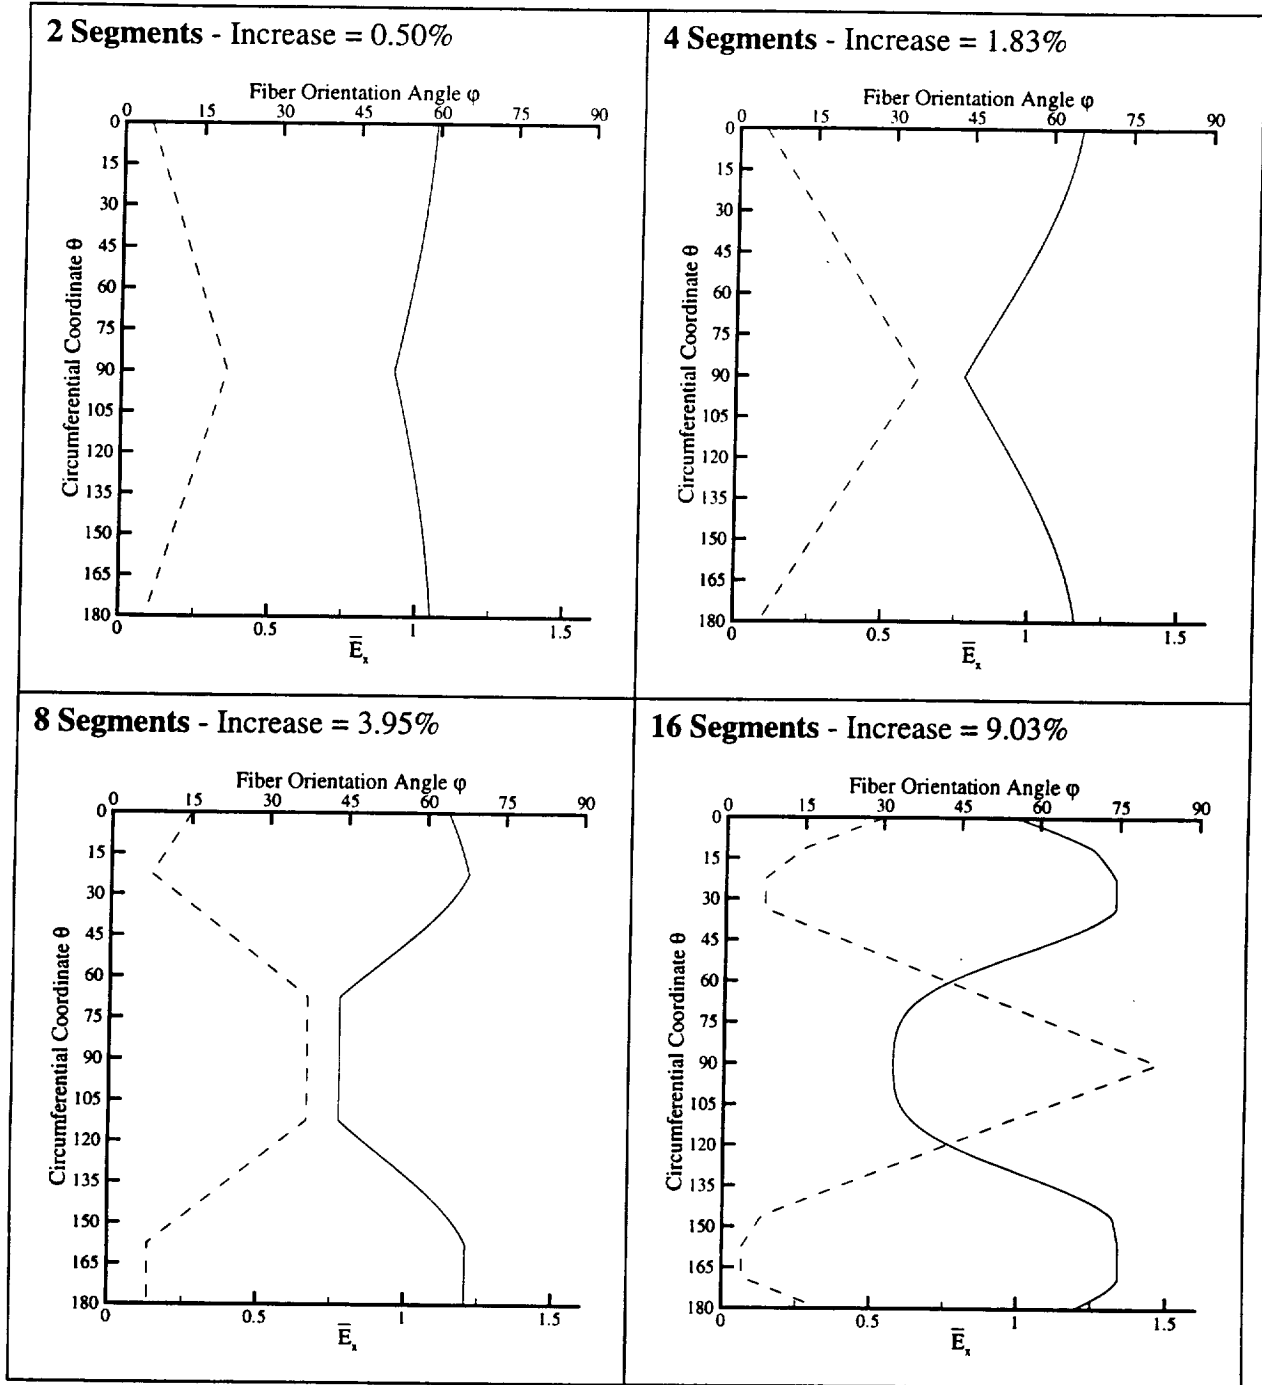 2 Segments - Increase = 0.50%
Fiber Orientation Angle φ
0 15 30 45 60 75 90
Circumferential Coordinate θ
0
15
30
45
60
75
90
105
120
135
150
165
180
0 0.5 1 1.5
E̅ₓ
4 Segments - Increase = 1.83%
Fiber Orientation Angle φ
0 15 30 45 60 75 90
Circumferential Coordinate θ
0
15
30
45
60
75
90
105
120
135
150
165
180
0 0.5 1 1.5
E̅ₓ
8 Segments - Increase = 3.95%
Fiber Orientation Angle φ
0 15 30 45 60 75 90
Circumferential Coordinate θ
0
15
30
45
60
75
90
105
120
135
150
165
180
0 0.5 1 1.5
E̅ₓ
16 Segments - Increase = 9.03%
Fiber Orientation Angle φ
0 15 30 45 60 75 90
Circumferential Coordinate θ
0
15
30
45
60
75
90
105
120
135
150
165
180
0 0.5 1 1.5
E̅ₓ